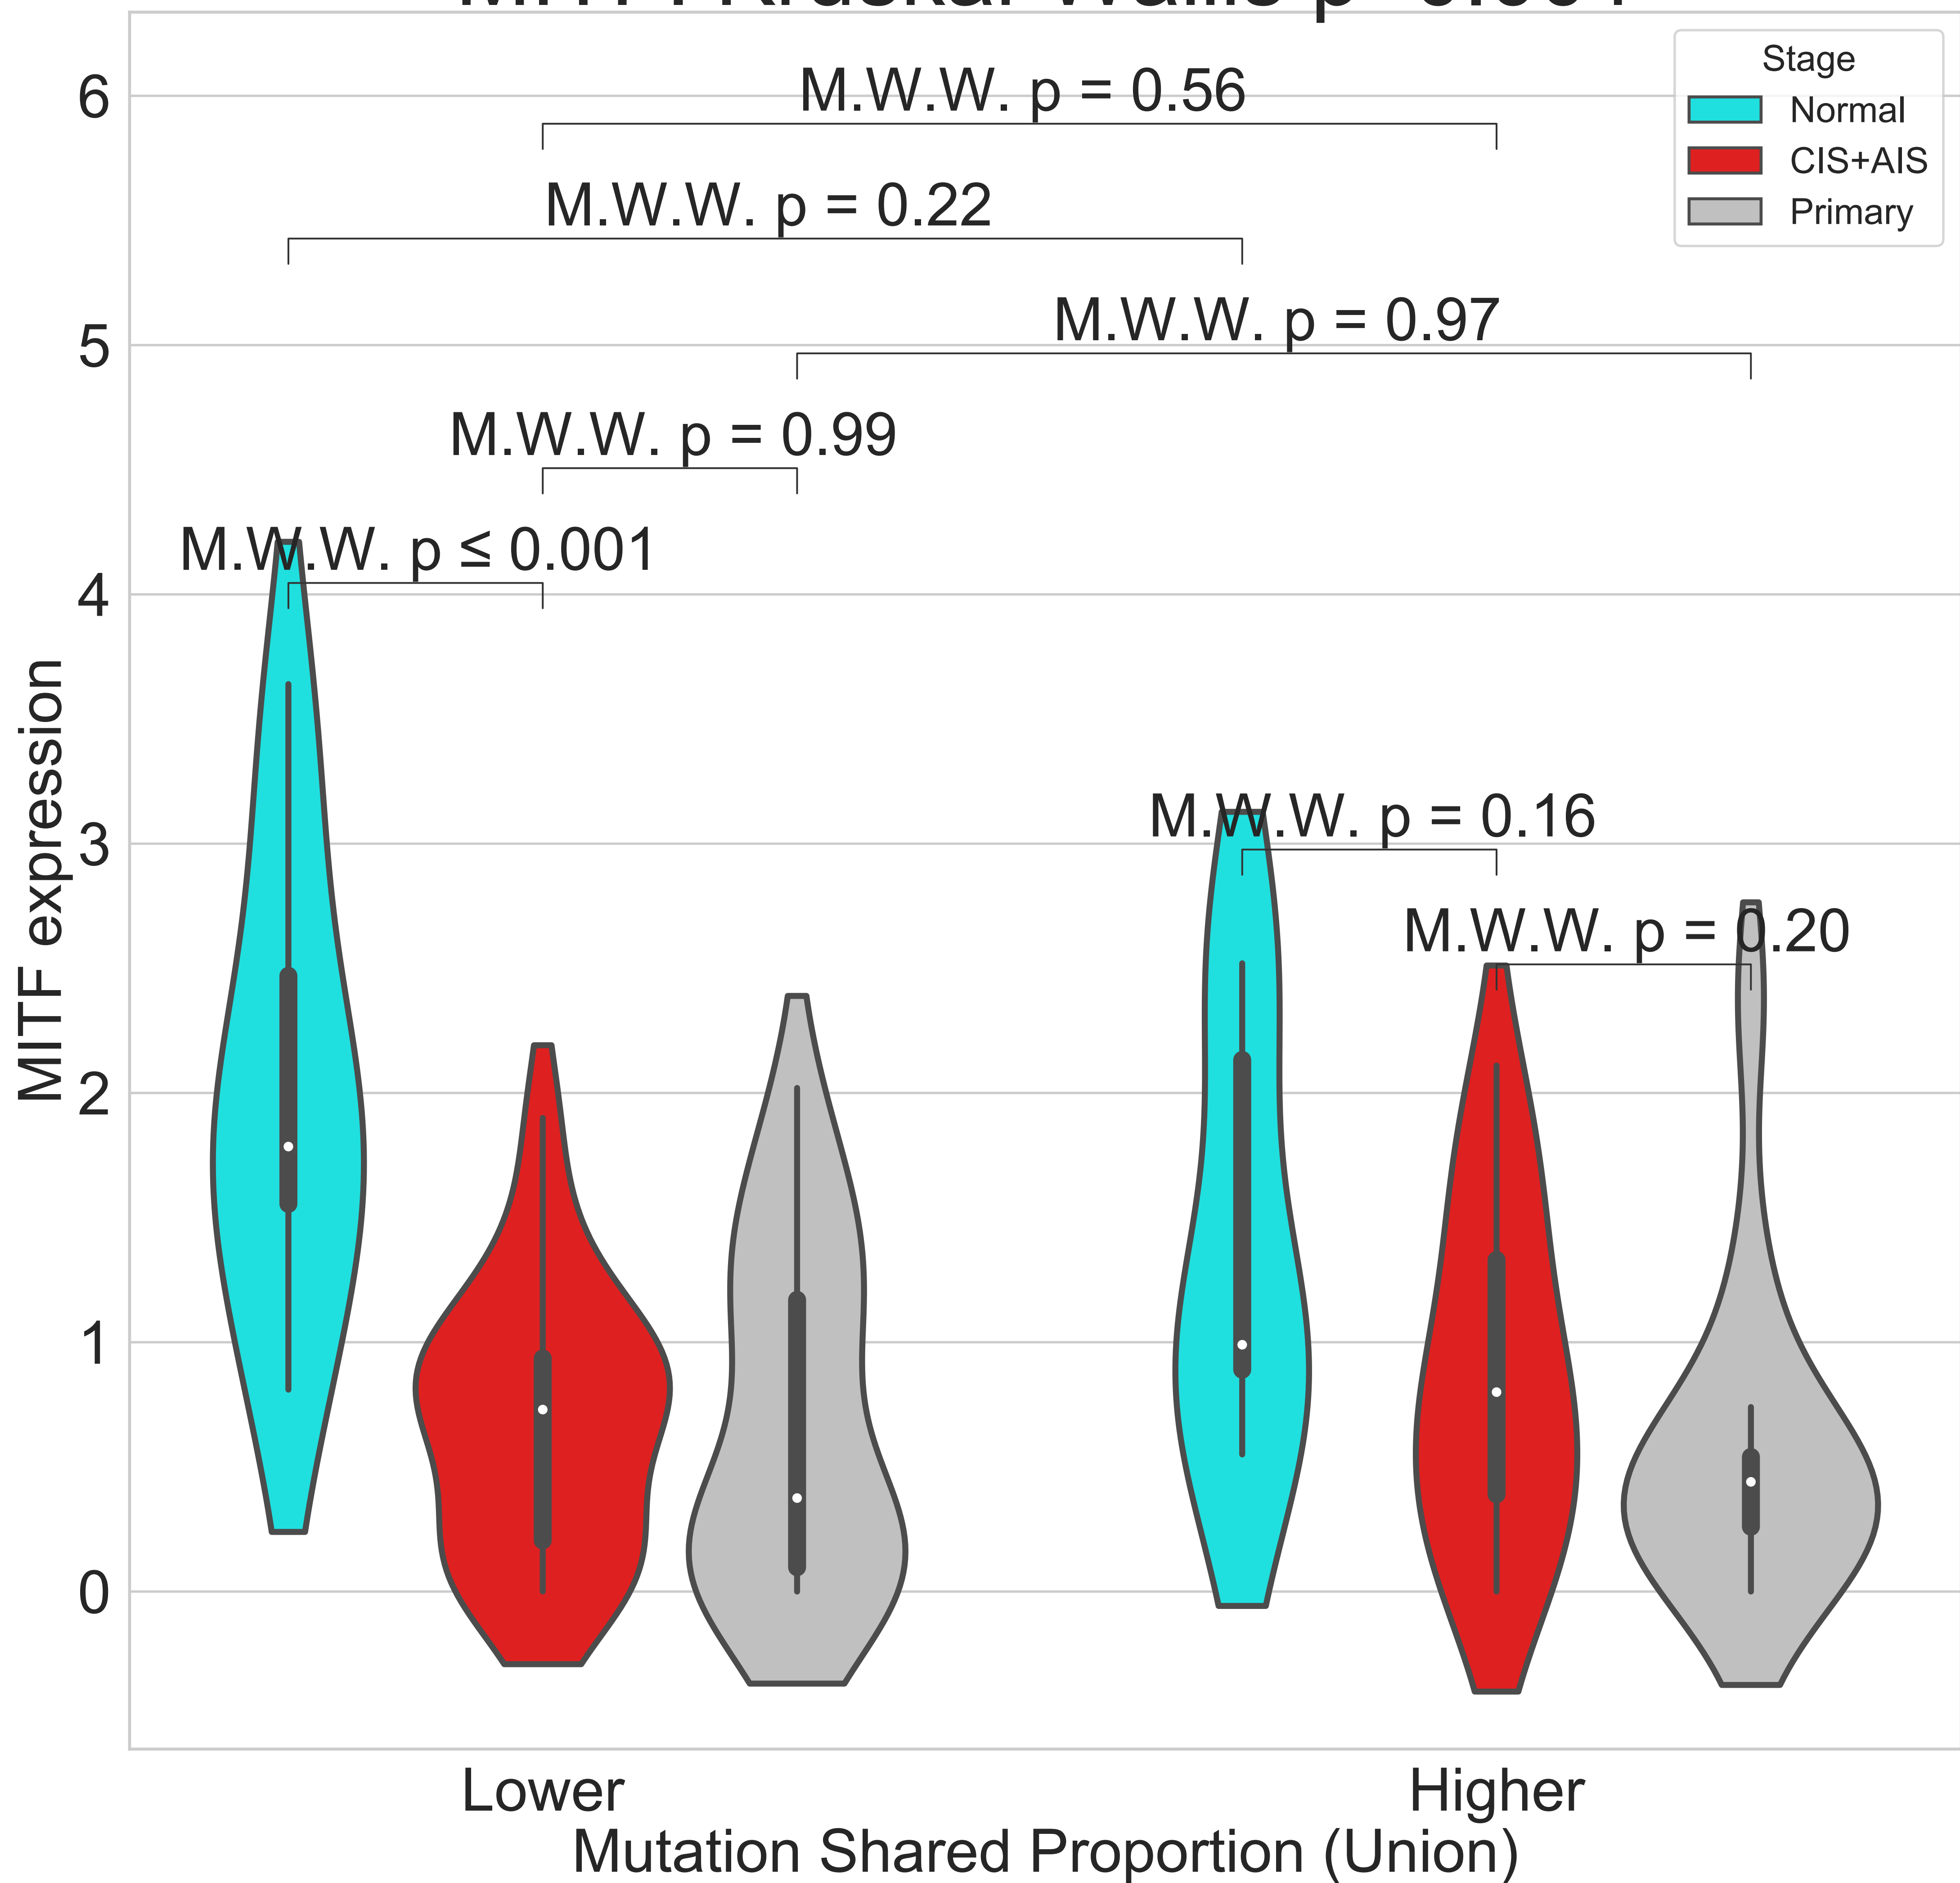 Stage
Normal
CIS+AIS
Primary
M.W.W. p = 0.56
M.W.W. p = 0.22
M.W.W. p = 0.97
M.W.W. p = 0.99
M.W.W. p ≤ 0.001
M.W.W. p = 0.16
M.W.W. p = 0.20
MITF expression
6
5
4
3
2
1
0
Lower
Higher
Mutation Shared Proportion (Union)